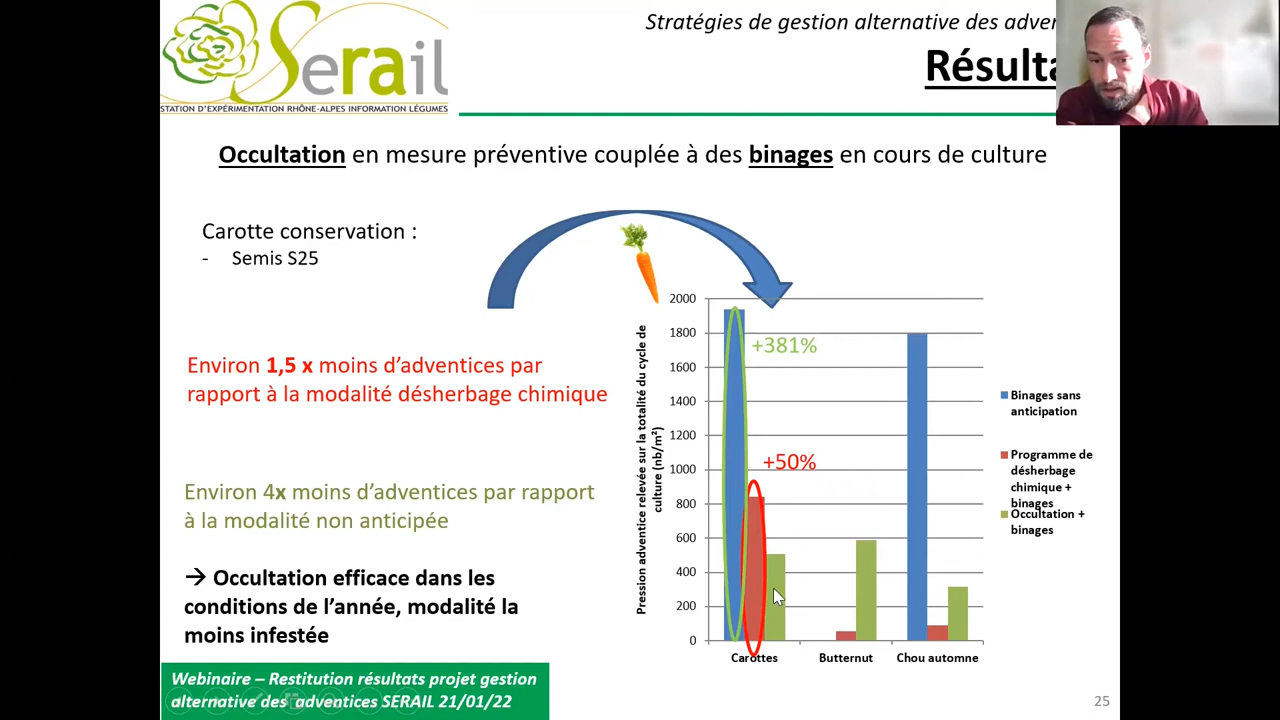 Serail
STATION D'EXPÉRIMENTATION RHÔNE-ALPES INFORMATION LÉGUMES
Stratégies de gestion alternative des adve
Résulta
Occultation en mesure préventive couplée à des binages en cours de culture
Carotte conservation :
- Semis S25
Environ 1,5 x moins d'adventices par
rapport à la modalité désherbage chimique
Environ 4x moins d'adventices par rapport
à la modalité non anticipée
→ Occultation efficace dans les
conditions de l'année, modalité la
moins infestée
Pression adventice relevée sur la totalité du cycle de
culture (nb/m²)
2000
1800
1600
1400
1200
1000
800
600
400
200
0
+381%
+50%
Carottes
Butternut
Chou automne
Binages sans
anticipation
Programme de
désherbage
chimique +
binages
Occultation +
binages
Webinaire – Restitution résultats projet gestion
alternative des adventices SERAIL 21/01/22
25